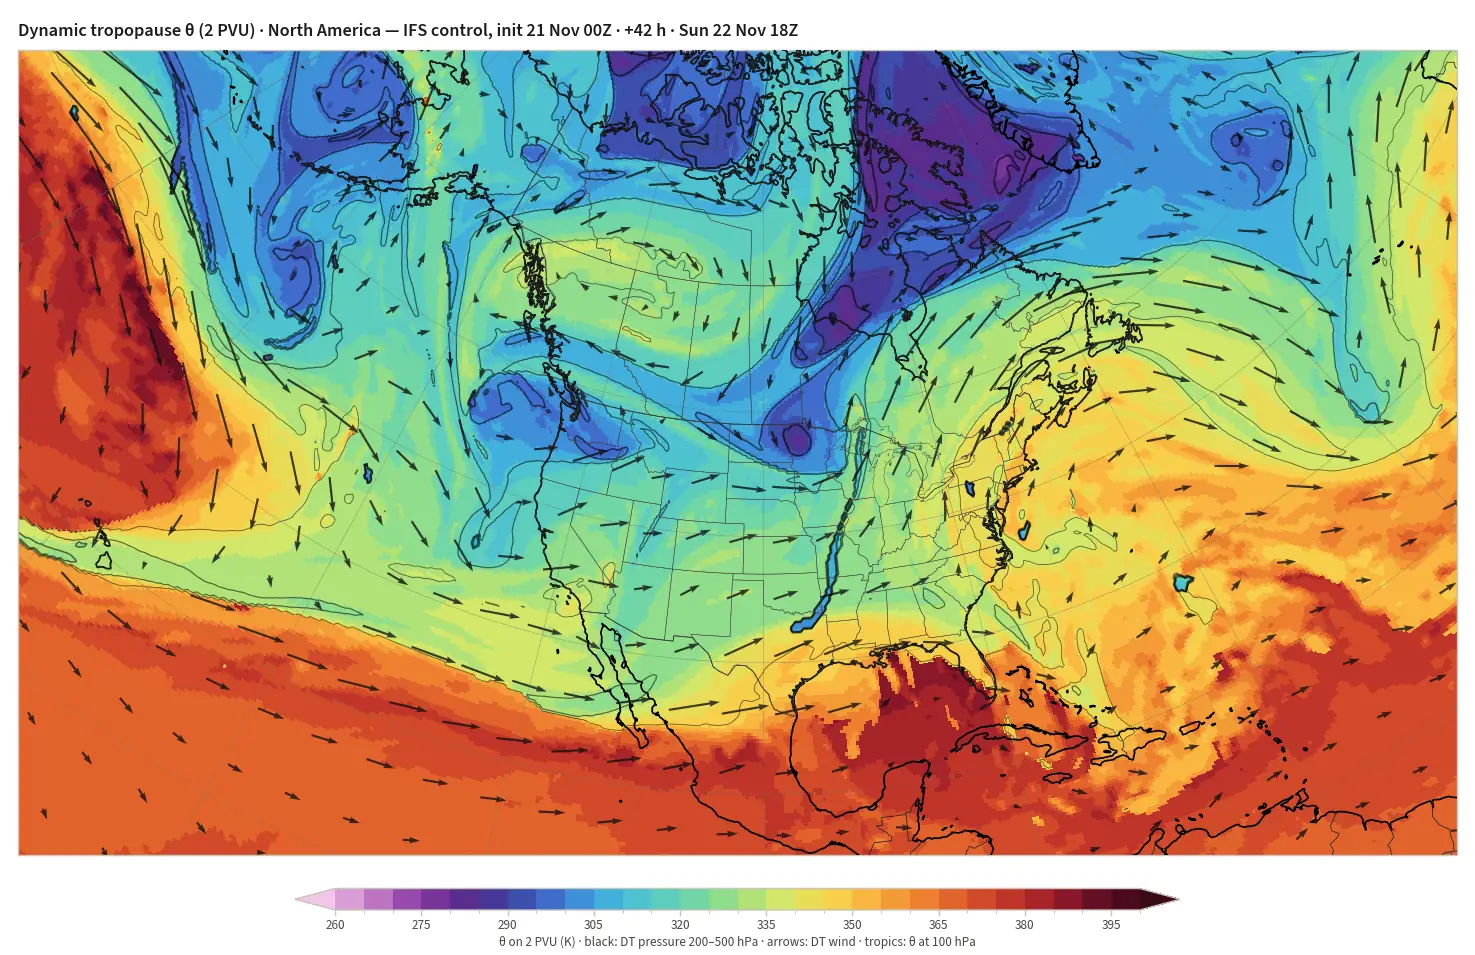 Dynamic tropopause θ (2 PVU) · North America — IFS control, init 21 Nov 00Z · +42 h · Sun 22 Nov 18Z
260 275 290 305 320 335 350 365 380 395
θ on 2 PVU (K) · black: DT pressure 200–500 hPa · arrows: DT wind · tropics: θ at 100 hPa